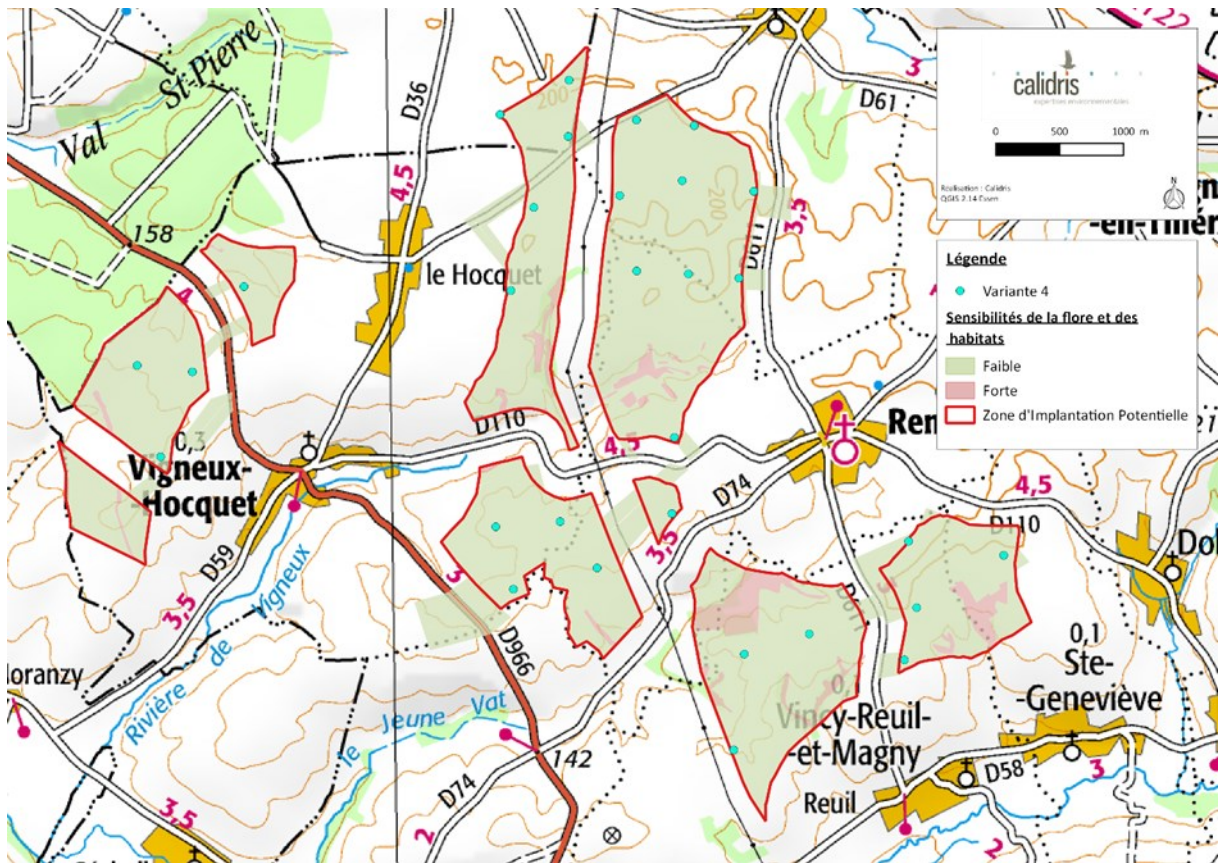 Val
St-Pierre
158
4
0,3
Vigneux-
-Hocquet
D59
3,5
Rivière de Vigneux
D36
4,5
le Hocquet
D110
200
200
D61
3
3,5
4,5
D74
3,5
3
D966
le Jeune Vat
142
D74
2
3,5
D110
4,5
0,1
Ste-
-Geneviève
Vincy-Reuil-
-et-Magny
Reuil
D58
3
2
calidris
expertises environnementales
0 500 1000 m
Réalisation : Calidris
QGIS 2.14 Essen
N
Légende
Variante 4
Sensibilités de la flore et des
habitats
Faible
Forte
Zone d'Implantation Potentielle